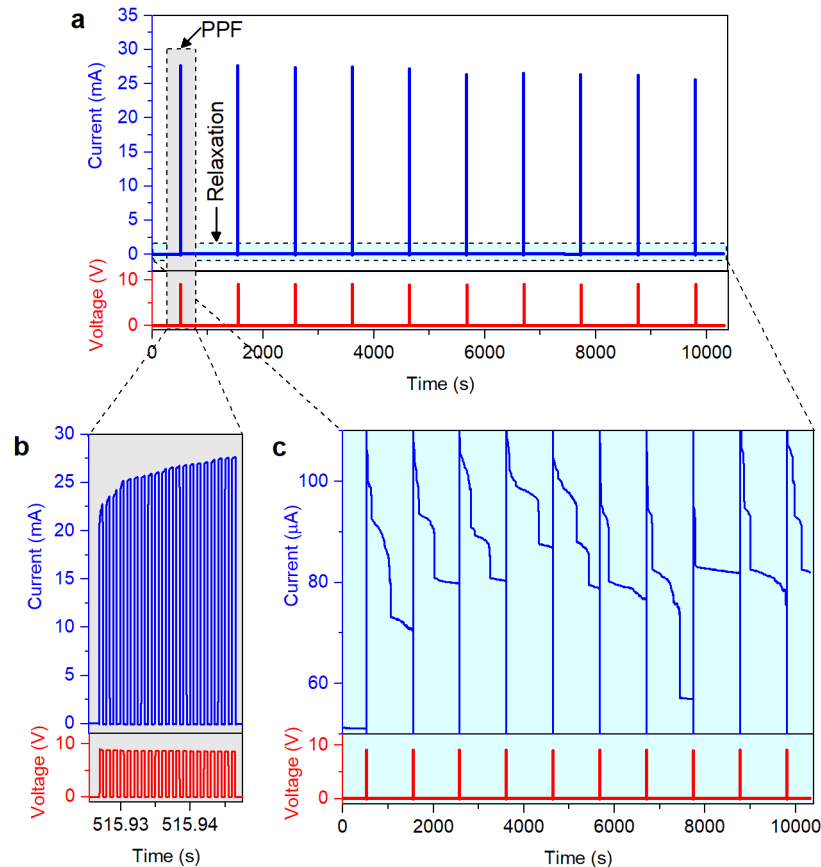 a
PPF
Relaxation
Current (mA)
35
30
25
20
15
10
5
0
Voltage (V)
10
0
0 2000 4000 6000 8000 10000
Time (s)
b
Current (mA)
30
25
20
15
10
5
0
Voltage (V)
10
0
515.93 515.94
Time (s)
c
Current (μA)
100
80
60
Voltage (V)
10
0
0 2000 4000 6000 8000 10000
Time (s)